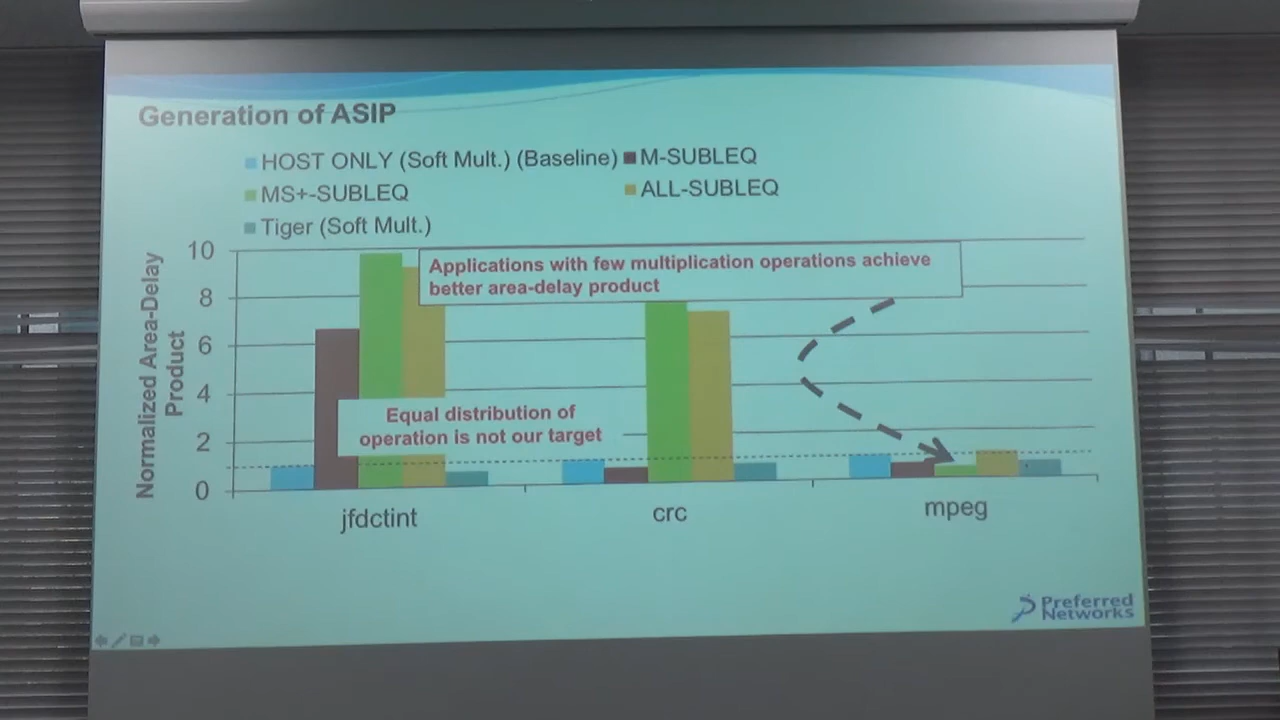 Generation of ASIP
HOST ONLY (Soft Mult.) (Baseline)
M-SUBLEQ
MS+-SUBLEQ
ALL-SUBLEQ
Tiger (Soft Mult.)
Normalized Area-Delay
Product
10
8
6
4
2
0
Applications with few multiplication operations achieve
better area-delay product
Equal distribution of
operation is not our target
jfdctint
crc
mpeg
Preferred
Networks